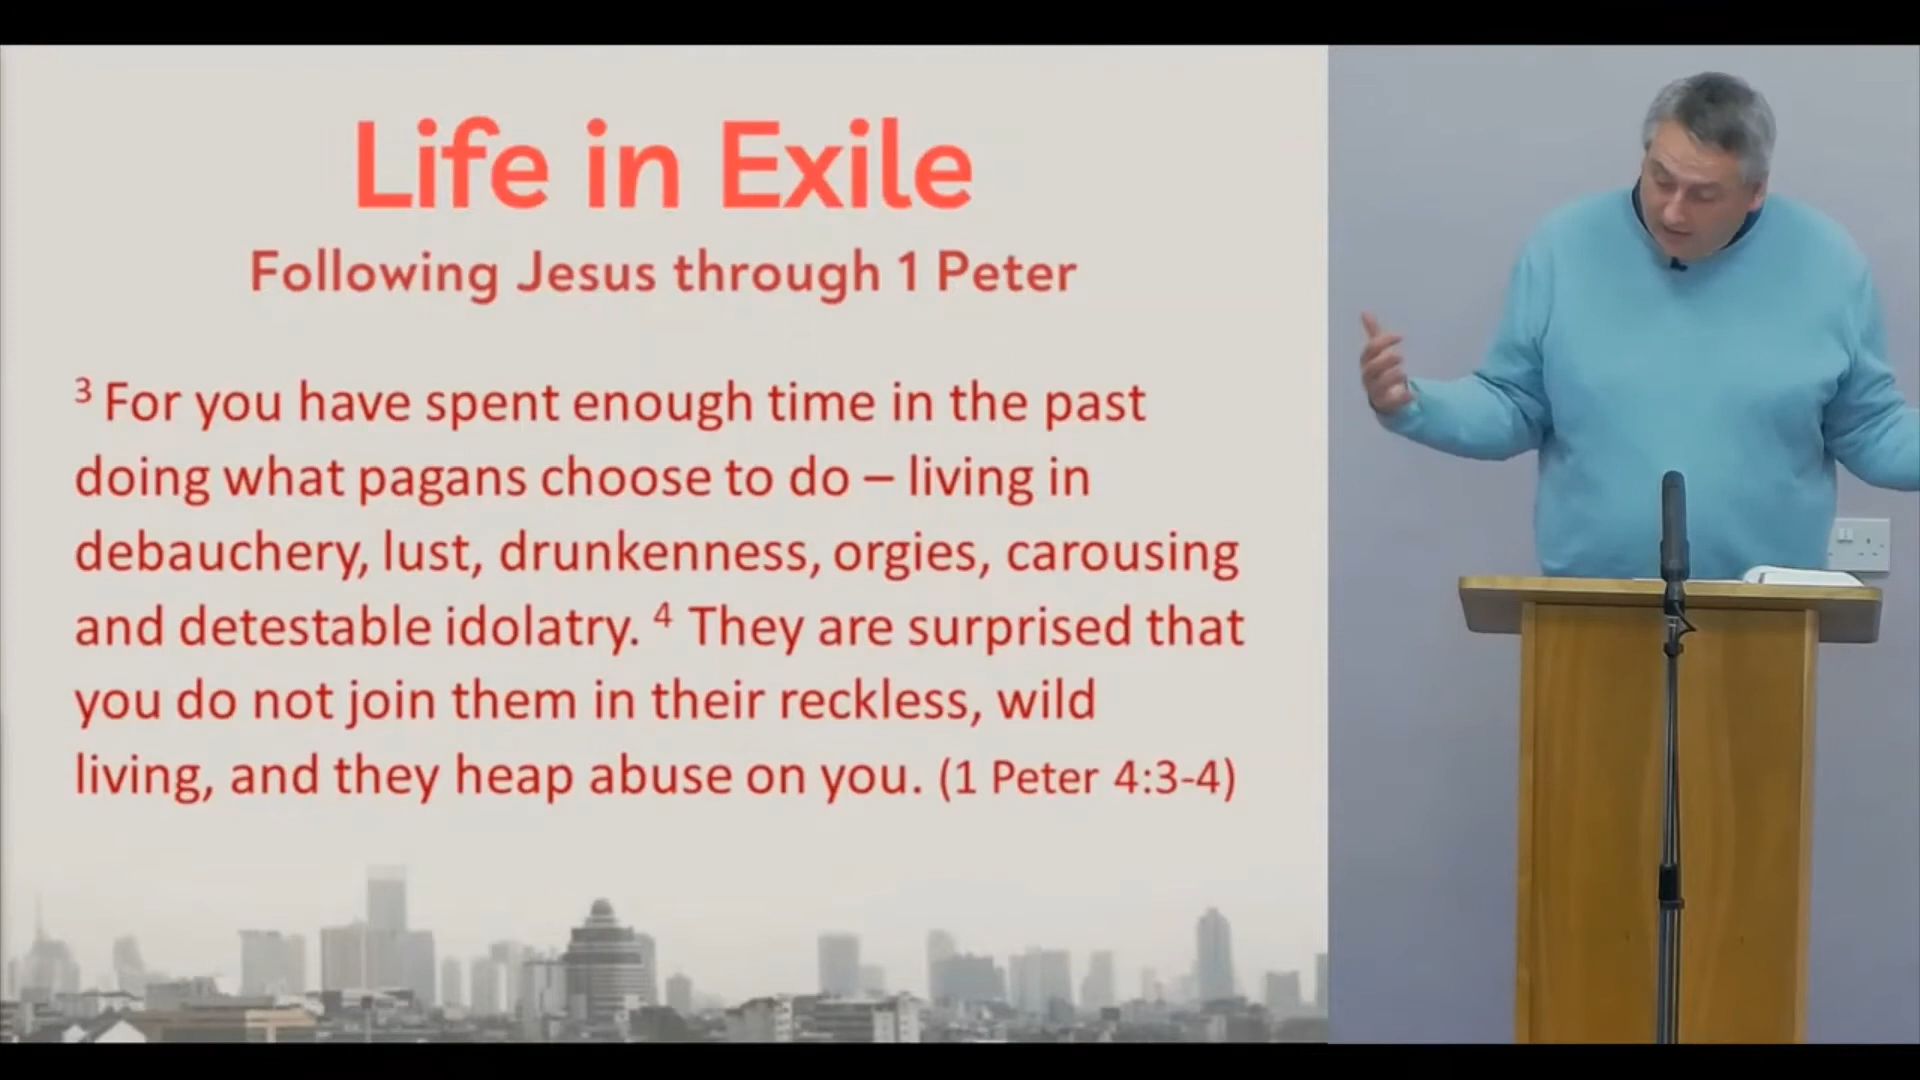 Life in Exile
Following Jesus through 1 Peter
3 For you have spent enough time in the past
doing what pagans choose to do – living in
debauchery, lust, drunkenness, orgies, carousing
and detestable idolatry. 4 They are surprised that
you do not join them in their reckless, wild
living, and they heap abuse on you. (1 Peter 4:3-4)